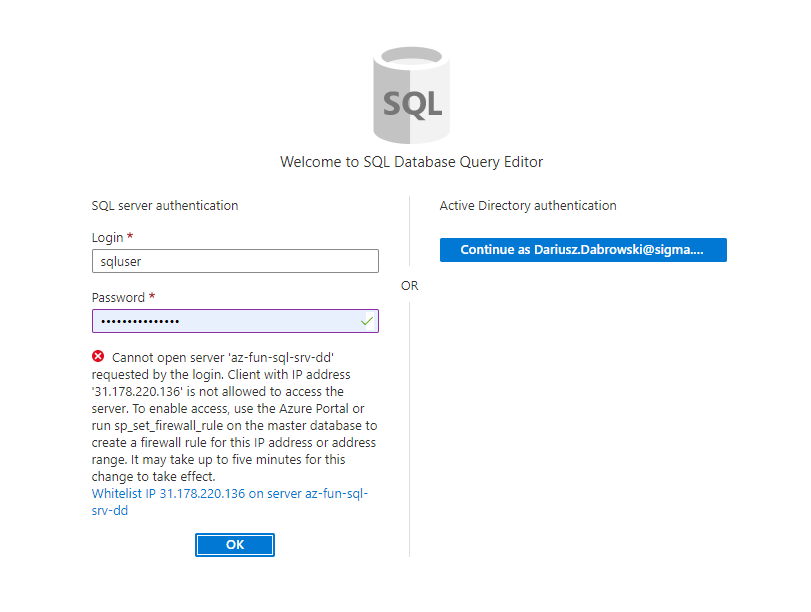 SQL
Welcome to SQL Database Query Editor
SQL server authentication
Login *
sqluser
Password *
•••••••••••••••
Cannot open server 'az-fun-sql-srv-dd'
requested by the login. Client with IP address
'31.178.220.136' is not allowed to access the
server. To enable access, use the Azure Portal or
run sp_set_firewall_rule on the master database to
create a firewall rule for this IP address or address
range. It may take up to five minutes for this
change to take effect.
Whitelist IP 31.178.220.136 on server az-fun-sql-
srv-dd
OK
OR
Active Directory authentication
Continue as Dariusz.Dabrowski@sigma....